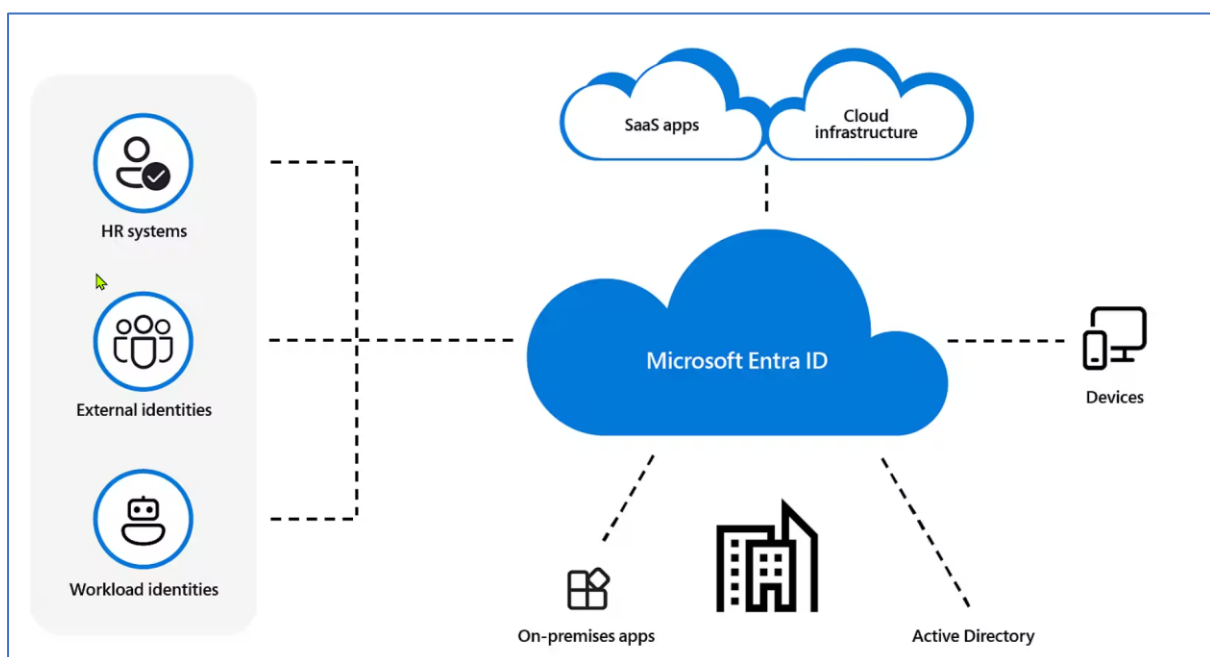 SaaS apps
Cloud
infrastructure
HR systems
Microsoft Entra ID
Devices
External identities
Workload identities
On-premises apps
Active Directory